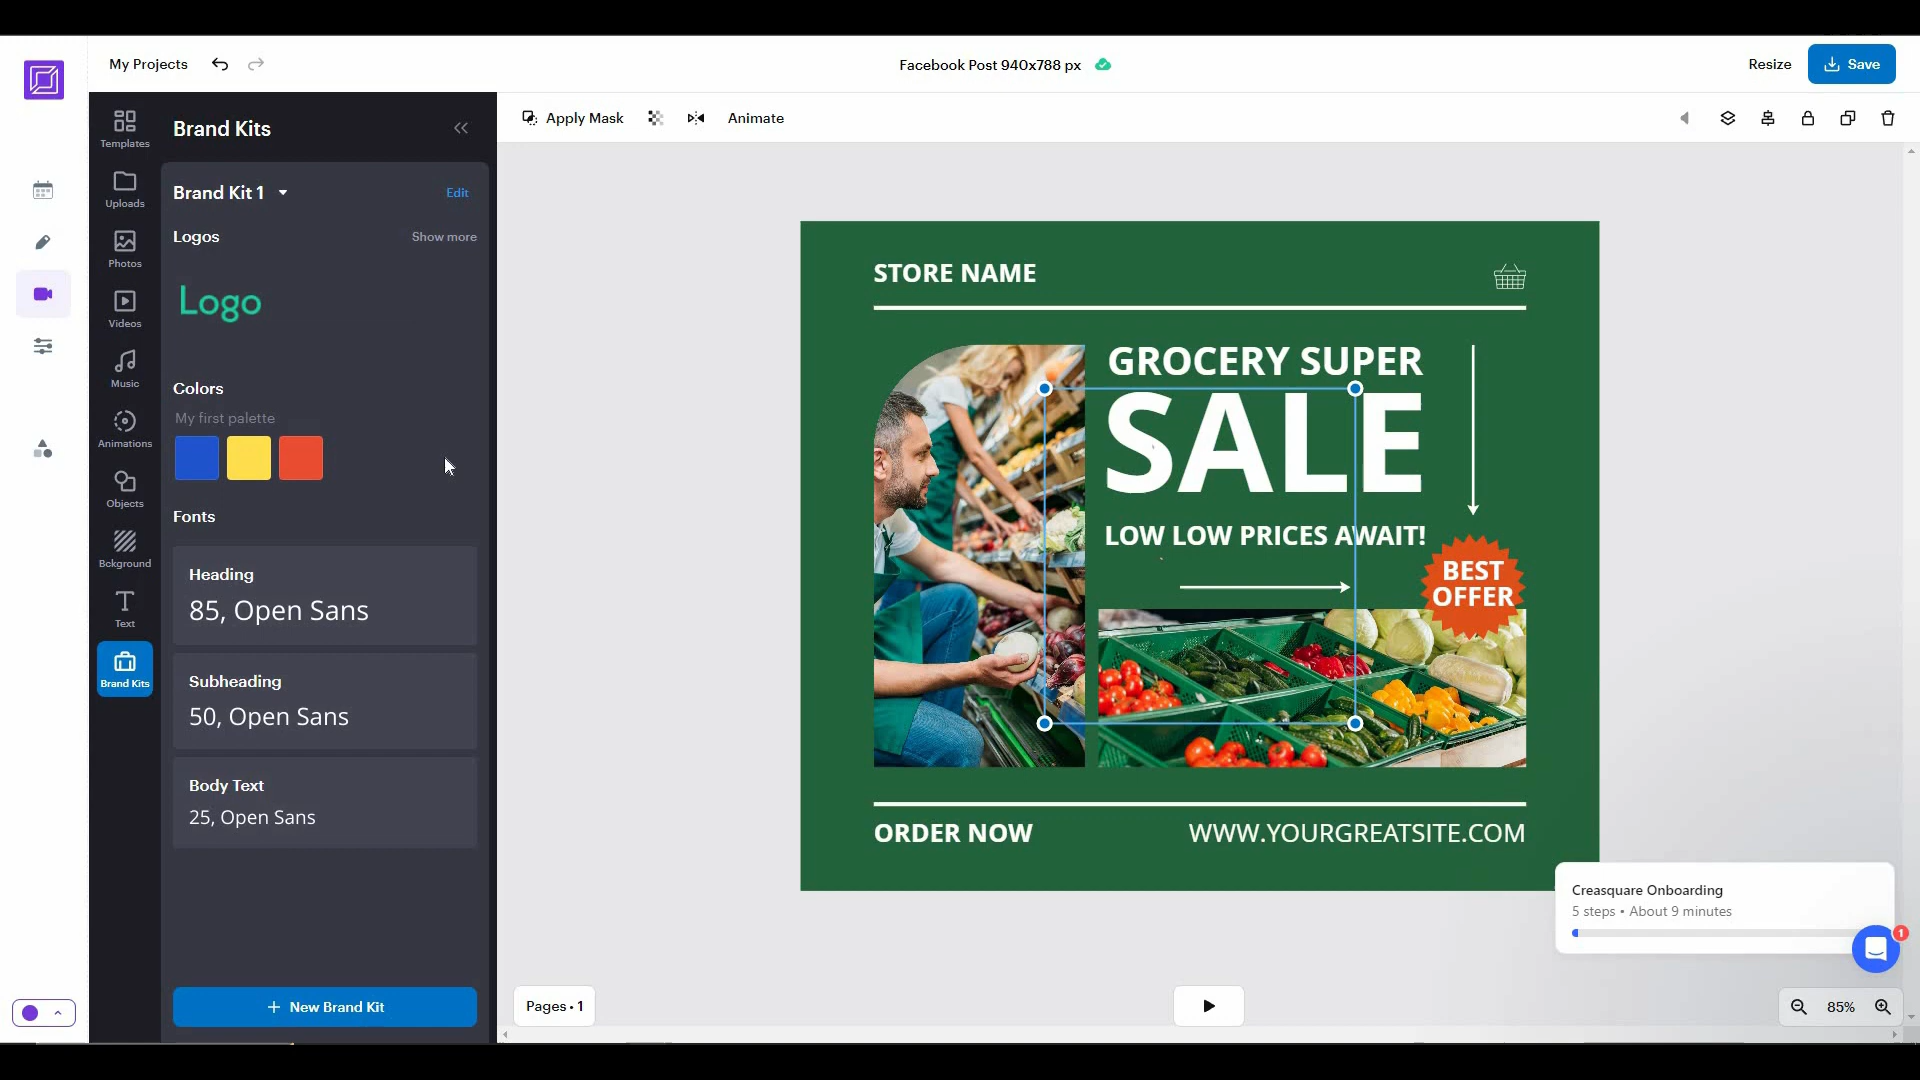 My Projects
Facebook Post 940x788 px
Resize
Save
Templates
Uploads
Photos
Videos
Music
Animations
Objects
Bckground
Text
Brand Kits
Brand Kits
Brand Kit 1
Edit
Logos
Show more
Logo
Colors
My first palette
Fonts
Heading
85, Open Sans
Subheading
50, Open Sans
Body Text
25, Open Sans
+ New Brand Kit
Apply Mask
Animate
STORE NAME
GROCERY SUPER
SALE
LOW LOW PRICES AWAIT!
BEST
OFFER
ORDER NOW
WWW.YOURGREATSITE.COM
Creasquare Onboarding
5 steps • About 9 minutes
1
Pages • 1
85%